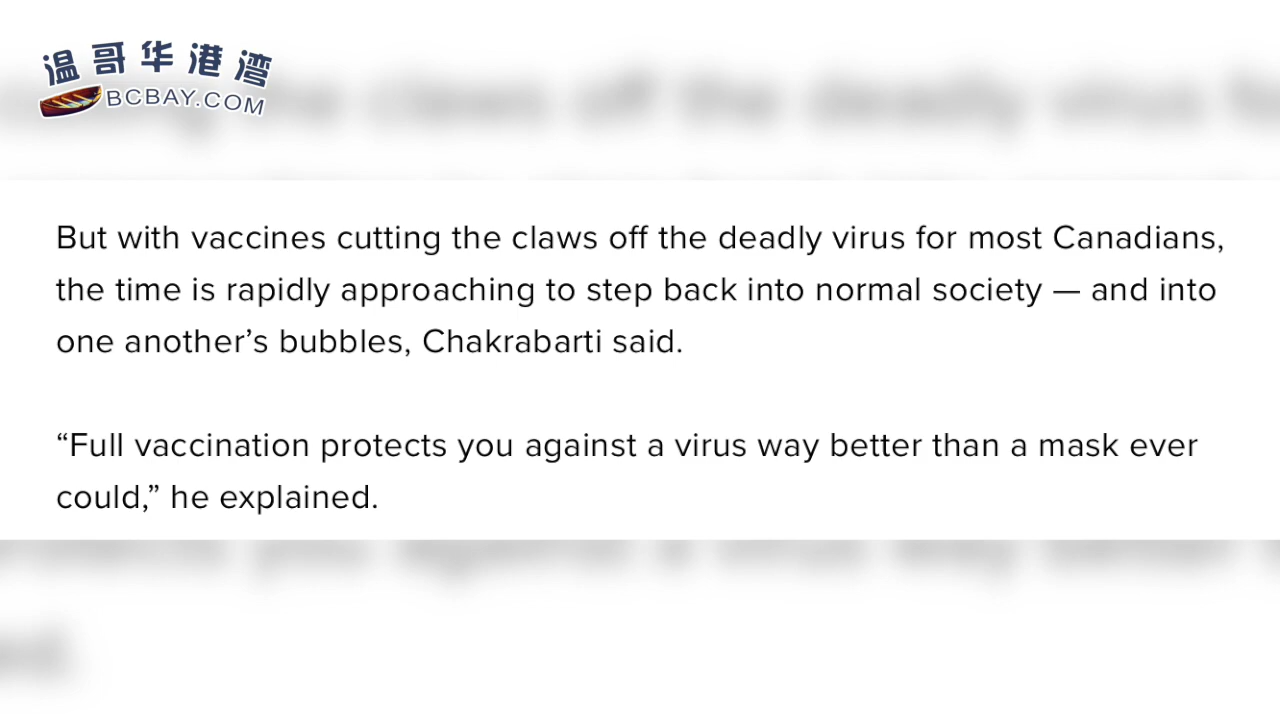 温哥华港湾
BCBAY.COM
But with vaccines cutting the claws off the deadly virus for most Canadians,
the time is rapidly approaching to step back into normal society — and into
one another’s bubbles, Chakrabarti said.
“Full vaccination protects you against a virus way better than a mask ever
could,” he explained.